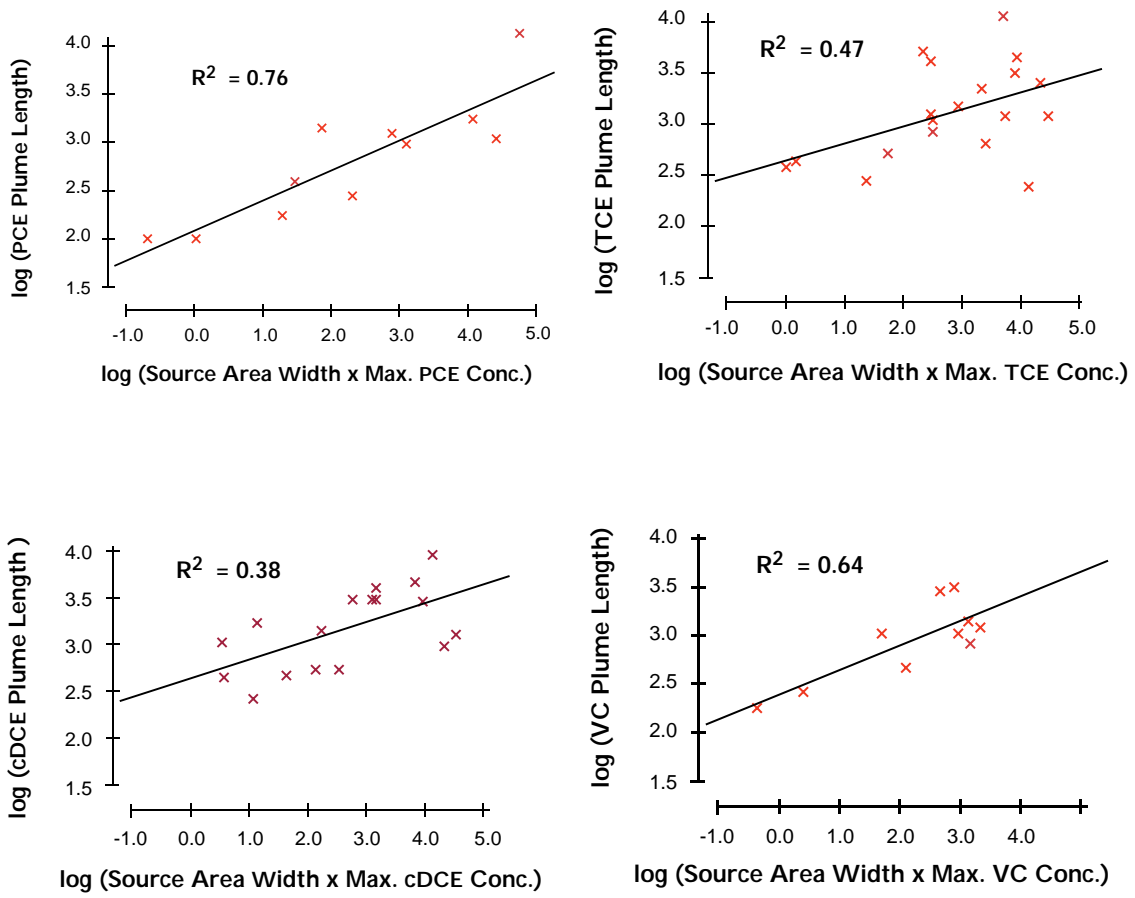 log (PCE Plume Length)
R2 = 0.76
4.0
3.5
3.0
2.5
2.0
1.5
-1.0 0.0 1.0 2.0 3.0 4.0 5.0
log (Source Area Width x Max. PCE Conc.)
log (TCE Plume Length)
R2 = 0.47
4.0
3.5
3.0
2.5
2.0
1.5
-1.0 0.0 1.0 2.0 3.0 4.0 5.0
log (Source Area Width x Max. TCE Conc.)
log (cDCE Plume Length )
R2 = 0.38
4.0
3.5
3.0
2.5
2.0
1.5
-1.0 0.0 1.0 2.0 3.0 4.0 5.0
log (Source Area Width x Max. cDCE Conc.)
log (VC Plume Length)
R2 = 0.64
4.0
3.5
3.0
2.5
2.0
1.5
-1.0 0.0 1.0 2.0 3.0 4.0
log (Source Area Width x Max. VC Conc.)